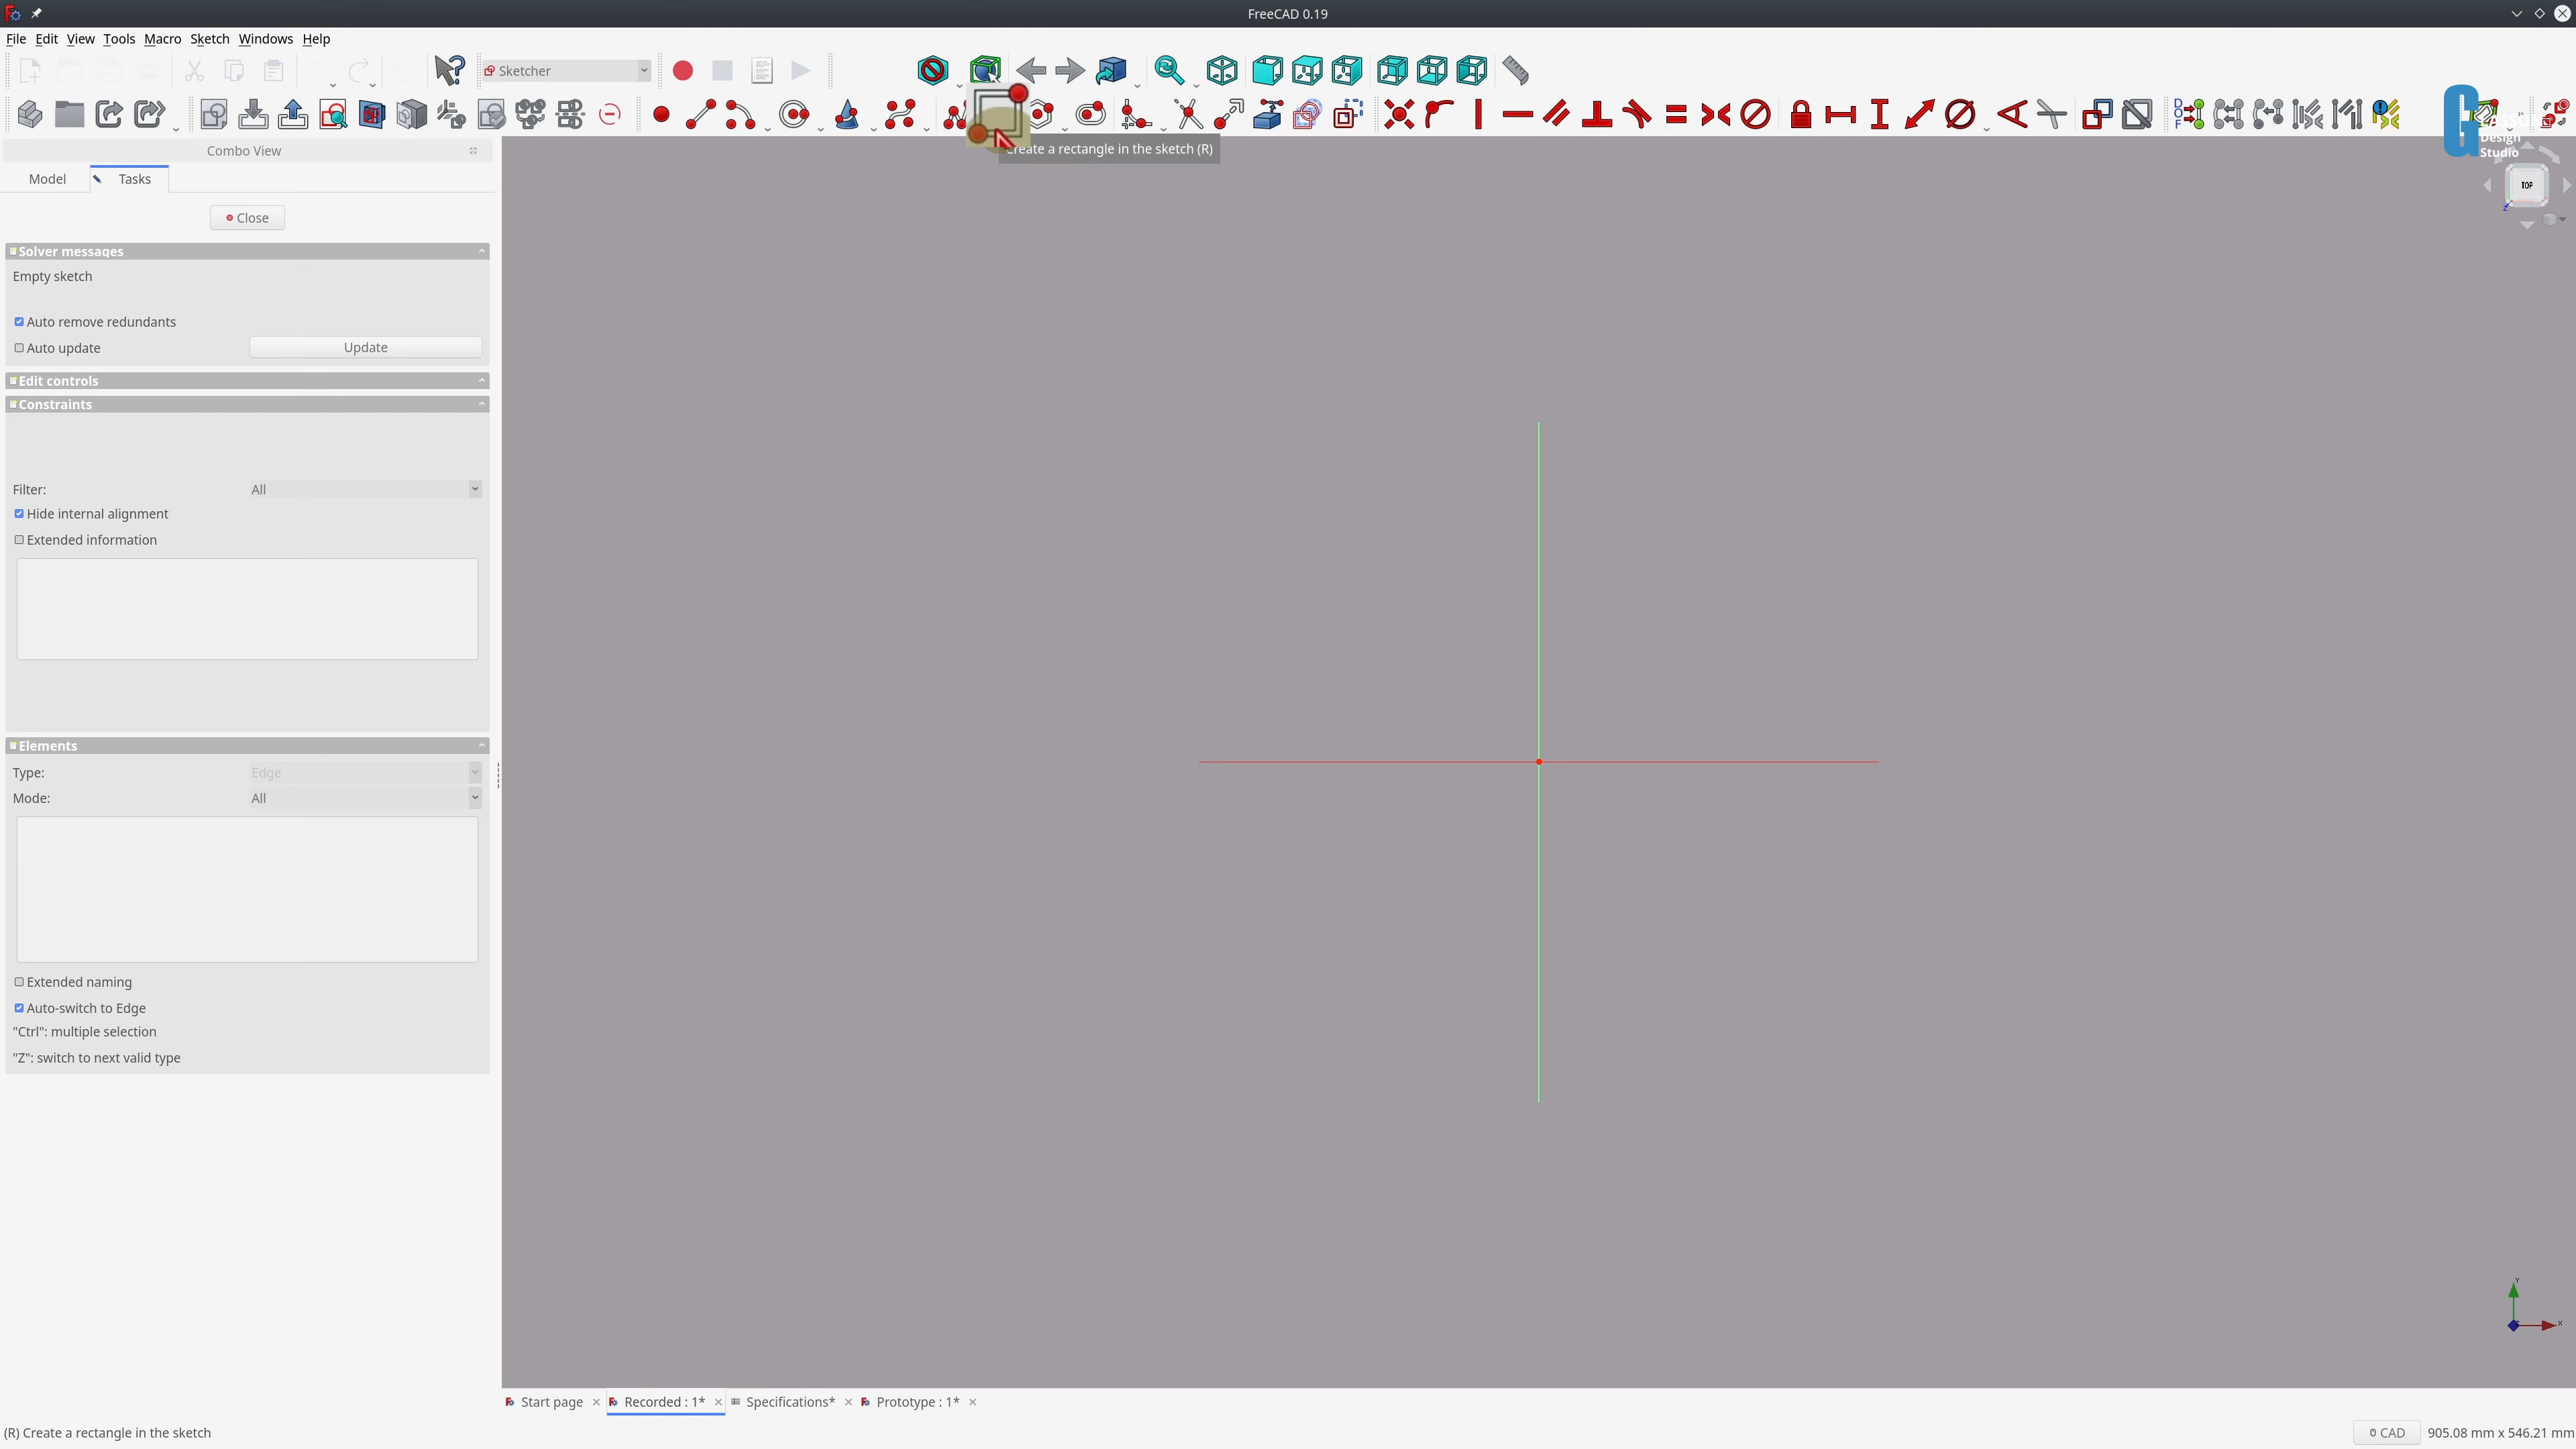 FreeCAD 0.19
File Edit View Tools Macro Sketch Windows Help
Sketcher
Create a rectangle in the sketch (R)
Design
Studio
TOP
Z
Combo View
Model
Tasks
Close
Solver messages
Empty sketch
Auto remove redundants
Auto update
Update
Edit controls
Constraints
Filter:
All
Hide internal alignment
Extended information
Elements
Type:
Edge
Mode:
All
Extended naming
Auto-switch to Edge
"Ctrl": multiple selection
"Z": switch to next valid type
Y
X
Start page
Recorded : 1*
Specifications*
Prototype : 1*
(R) Create a rectangle in the sketch
CAD
905.08 mm x 546.21 mm